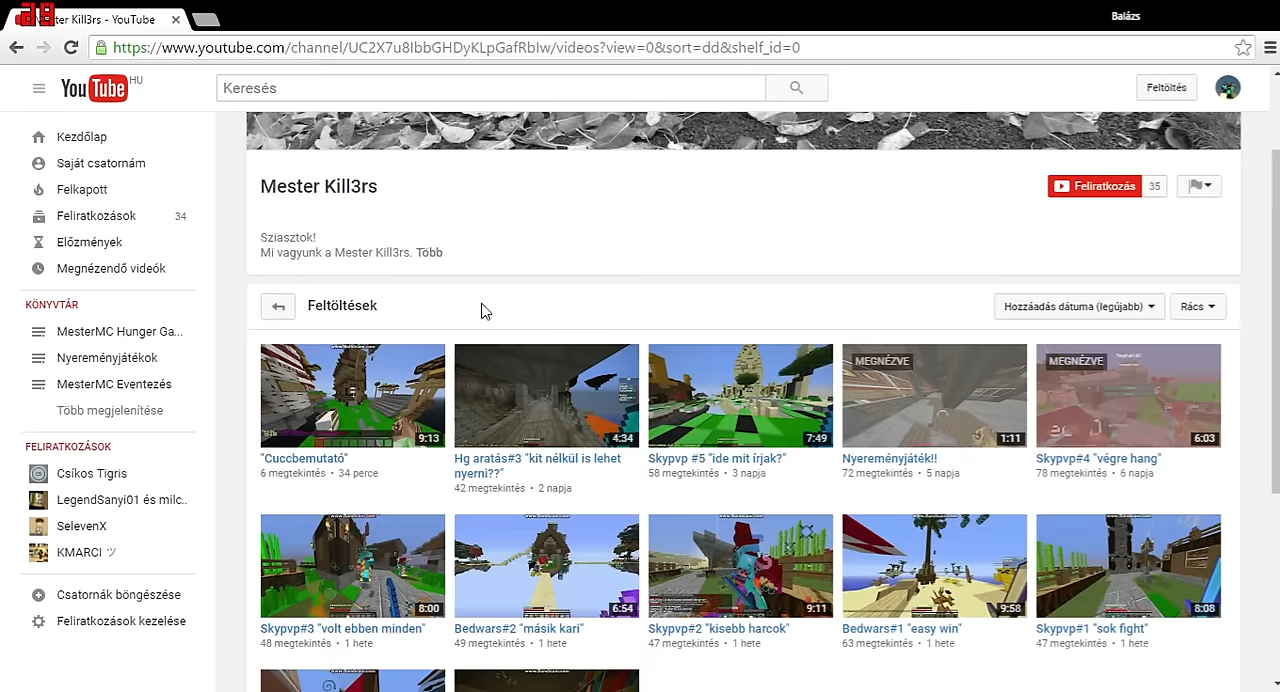 29
ster Kill3rs - YouTube
Balázs
https://www.youtube.com/channel/UC2X7u8IbbGHDyKLpGafRbIw/videos?view=0&sort=dd&shelf_id=0
YouTube HU
Keresés
Feltöltés
Kezdőlap
Saját csatornám
Felkapott
Feliratkozások 34
Előzmények
Megnézendő videók
KÖNYVTÁR
MesterMC Hunger Ga...
Nyereményjátékok
MesterMC Eventezés
Több megjelenítése
FELIRATKOZÁSOK
Csíkos Tigris
LegendSanyi01 és milc..
SelevenX
KMARCI ツ
Csatornák böngészése
Feliratkozások kezelése
Mester Kill3rs
Feliratkozás 35
Sziasztok!
Mi vagyunk a Mester Kill3rs. Több
Feltöltések
Hozzáadás dátuma (legújabb)
Rács
9:13
"Cuccbemutató"
6 megtekintés • 34 perce
4:34
Hg aratás#3 "kit nélkül is lehet
nyerni??"
42 megtekintés • 2 napja
7:49
Skypvp #5 "ide mit írjak?"
58 megtekintés • 3 napja
MEGNÉZVE
1:11
Nyereményjáték!!
72 megtekintés • 5 napja
MEGNÉZVE
6:03
Skypvp#4 "végre hang"
78 megtekintés • 6 napja
8:00
Skypvp#3 "volt ebben minden"
48 megtekintés • 1 hete
6:54
Bedwars#2 "másik kari"
49 megtekintés • 1 hete
9:11
Skypvp#2 "kisebb harcok"
47 megtekintés • 1 hete
9:58
Bedwars#1 "easy win"
63 megtekintés • 1 hete
8:08
Skypvp#1 "sok fight"
47 megtekintés • 1 hete